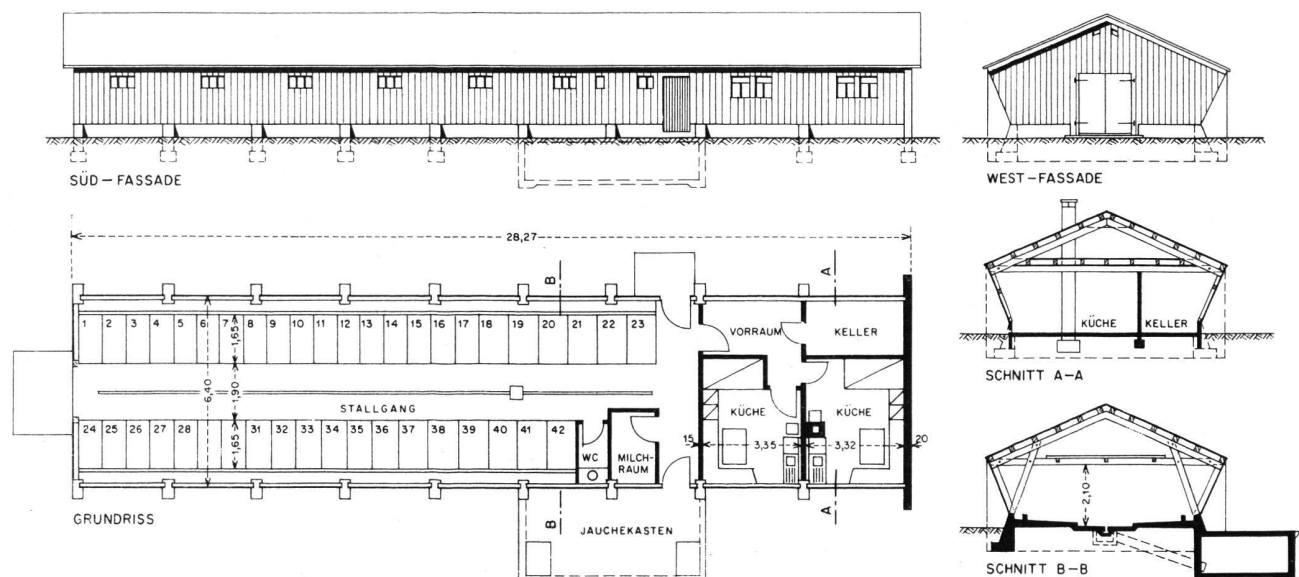 SÜD-FASSADE
WEST-FASSADE
28,27
B
A
1 2 3 4 5 6 7 8 9 10 11 12 13 14 15 16 17 18 19 20 21 22 23
1,65
VORRAUM
KELLER
6,40
1,90
STALLGANG
KÜCHE
KÜCHE
24 25 26 27 28 31 32 33 34 35 36 37 38 39 40 41 42
1,65
WC
MILCH-
RAUM
15
3,35
3,32
20
B
A
JAUCHEKASTEN
GRUNDRISS
KÜCHE
KELLER
SCHNITT A-A
2,10
SCHNITT B-B